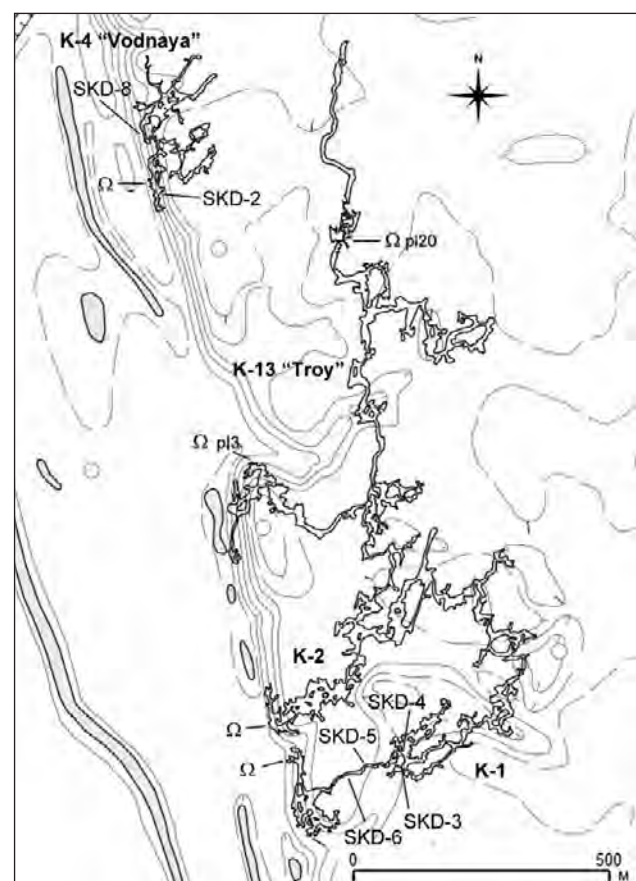 K-4 “Vodnaya”
N
SKD-8
Ω
SKD-2
Ω pl20
K-13 “Troy”
Ω pl3
K-2
SKD-4
SKD-5
Ω
Ω
K-1
SKD-3
SKD-6
0 500
M